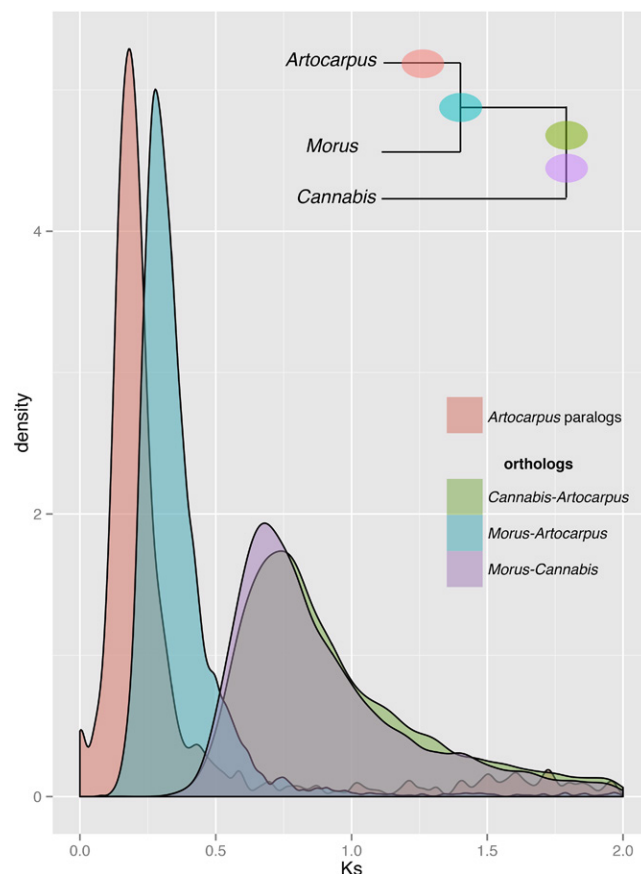 Artocarpus
Morus
Cannabis
4
2
0
density
Artocarpus paralogs
orthologs
Cannabis-Artocarpus
Morus-Artocarpus
Morus-Cannabis
0.0 0.5 1.0 1.5 2.0
Ks